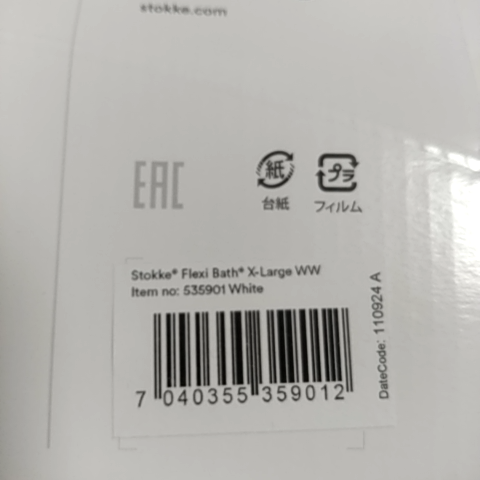 stokke.com
EAC
紙
プラ
台紙
フィルム
Stokke® Flexi Bath® X-Large WW
Item no: 535901 White
7 040355 359012
DateCode: 110924 A